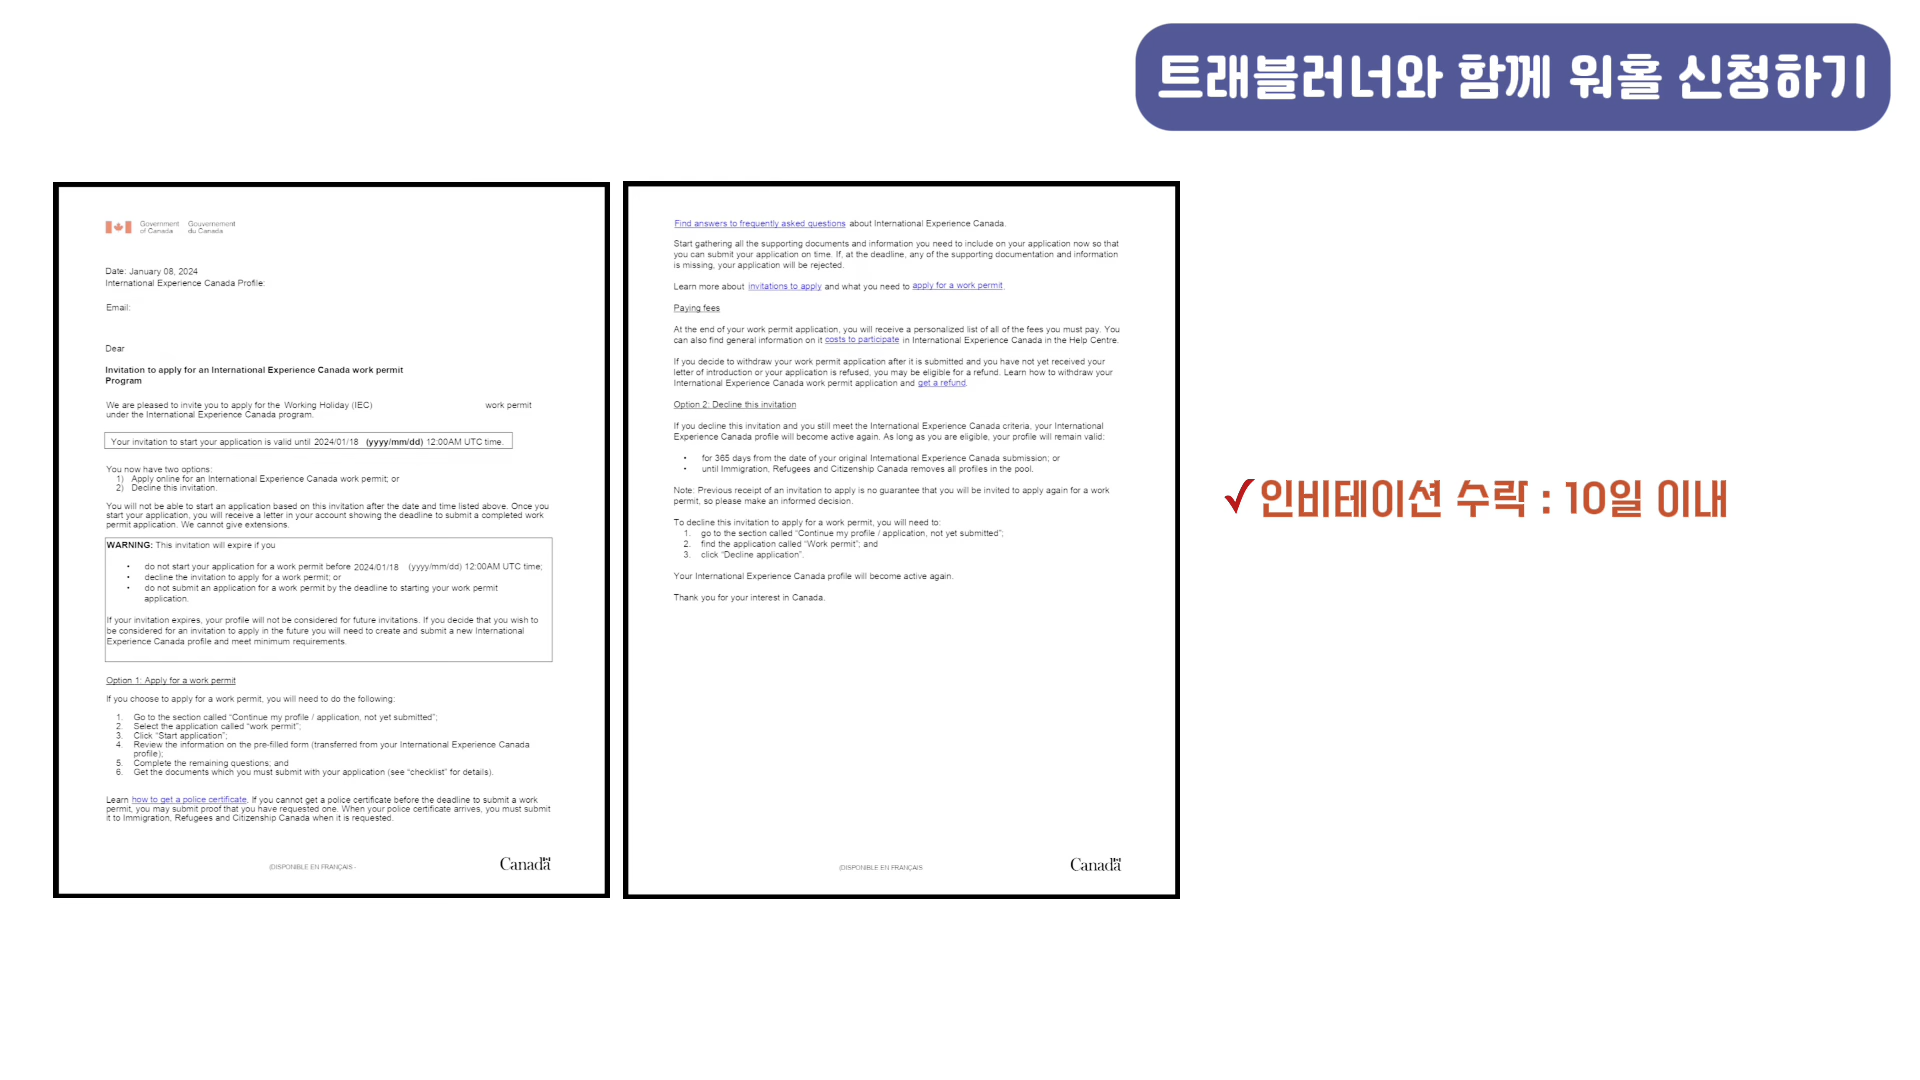 트래블러너와 함께 워홀 신청하기
Government of Canada
Gouvernement du Canada
Date: January 08, 2024
International Experience Canada Profile:
Email:
Dear
Invitation to apply for an International Experience Canada work permit
Program
We are pleased to invite you to apply for the Working Holiday (IEC) work permit
under the International Experience Canada program.
Your invitation to start your application is valid until 2024/01/18 (yyyy/mm/dd) 12:00AM UTC time.
You now have two options:
1) Apply online for an International Experience Canada work permit; or
2) Decline this invitation.
You will not be able to start an application based on this invitation after the date and time listed above. Once you
start your application, you will receive a letter in your account showing the deadline to submit a completed work
permit application. We cannot give extensions.
WARNING: This invitation will expire if you
• do not start your application for a work permit before 2024/01/18 (yyyy/mm/dd) 12:00AM UTC time;
• decline the invitation to apply for a work permit; or
• do not submit an application for a work permit by the deadline to starting your work permit
application.
If your invitation expires, your profile will not be considered for future invitations. If you decide that you wish to
be considered for an invitation to apply in the future you will need to create and submit a new International
Experience Canada profile and meet minimum requirements.
Option 1: Apply for a work permit
If you choose to apply for a work permit, you will need to do the following:
1. Go to the section called “Continue my profile / application, not yet submitted”;
2. Select the application called “work permit”;
3. Click “Start application”;
4. Review the information on the pre-filled form (transferred from your International Experience Canada
profile);
5. Complete the remaining questions; and
6. Get the documents which you must submit with your application (see “checklist” for details).
Learn how to get a police certificate. If you cannot get a police certificate before the deadline to submit a work
permit, you may submit proof that you have requested one. When your police certificate arrives, you must submit
it to Immigration, Refugees and Citizenship Canada when it is requested.
(DISPONIBLE EN FRANÇAIS -
Canada
Find answers to frequently asked questions about International Experience Canada.
Start gathering all the supporting documents and information you need to include on your application now so that
you can submit your application on time. If, at the deadline, any of the supporting documentation and information
is missing, your application will be rejected.
Learn more about invitations to apply and what you need to apply for a work permit.
Paying fees
At the end of your work permit application, you will receive a personalized list of all of the fees you must pay. You
can also find general information on it costs to participate in International Experience Canada in the Help Centre.
If you decide to withdraw your work permit application after it is submitted and you have not yet received your
letter of introduction or your application is refused, you may be eligible for a refund. Learn how to withdraw your
International Experience Canada work permit application and get a refund.
Option 2: Decline this invitation
If you decline this invitation and you still meet the International Experience Canada criteria, your International
Experience Canada profile will become active again. As long as you are eligible, your profile will remain valid:
• for 365 days from the date of your original International Experience Canada submission; or
• until Immigration, Refugees and Citizenship Canada removes all profiles in the pool.
Note: Previous receipt of an invitation to apply is no guarantee that you will be invited to apply again for a work
permit, so please make an informed decision.
To decline this invitation to apply for a work permit, you will need to:
1. go to the section called “Continue my profile / application, not yet submitted”;
2. find the application called “Work permit”; and
3. click “Decline application”.
Your International Experience Canada profile will become active again.
Thank you for your interest in Canada.
(DISPONIBLE EN FRANÇAIS
Canada
✓인비테이션 수락 : 10일 이내